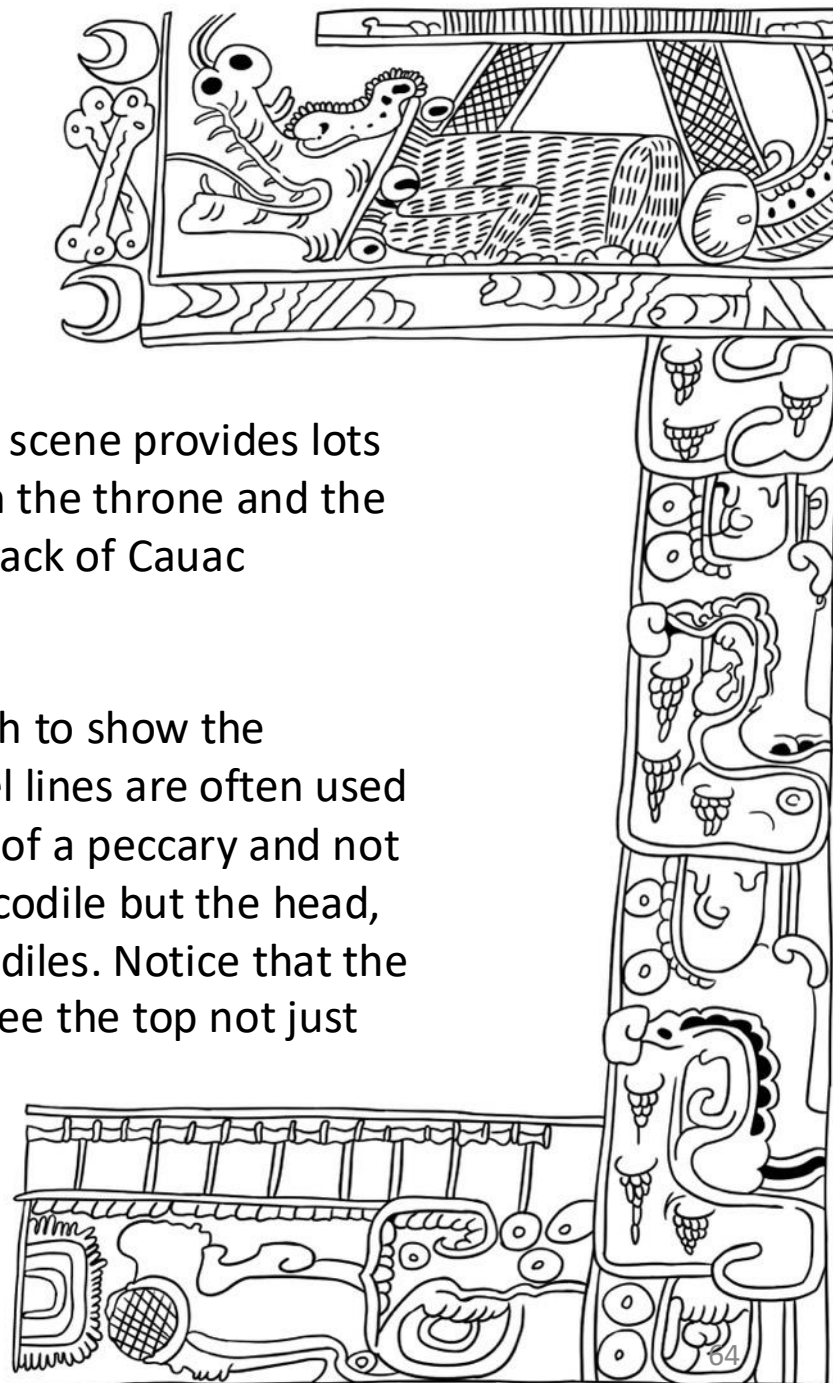 scene provides lots
the throne and the
ack of Cauac
to show the
lines are often used
of a peccary and not
codile but the head,
diles. Notice that the
ee the top not just
64